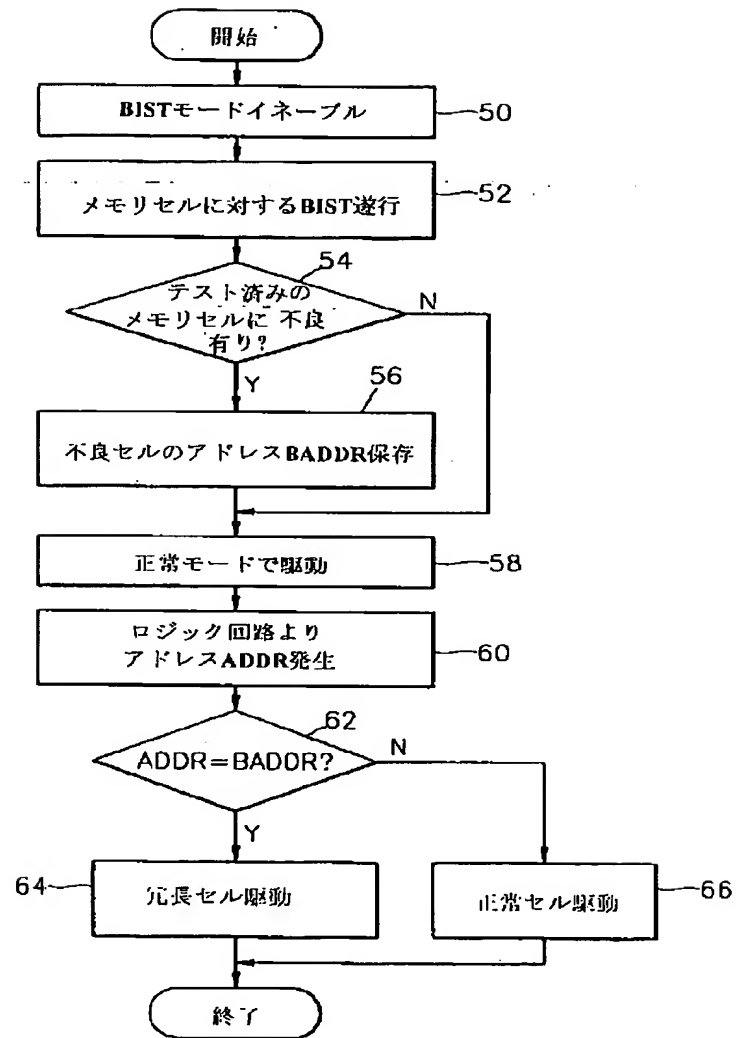 開始
BISTモードイネーブル
50
メモリセルに対するBIST遂行
52
54
テスト済みの
メモリセルに 不良
有り?
N
Y
56
不良セルのアドレスBADDR保存
正常モードで駆動
58
ロジック回路より
アドレスADDR発生
60
62
ADDR=BADDR?
N
Y
64
冗長セル駆動
正常セル駆動
66
終了